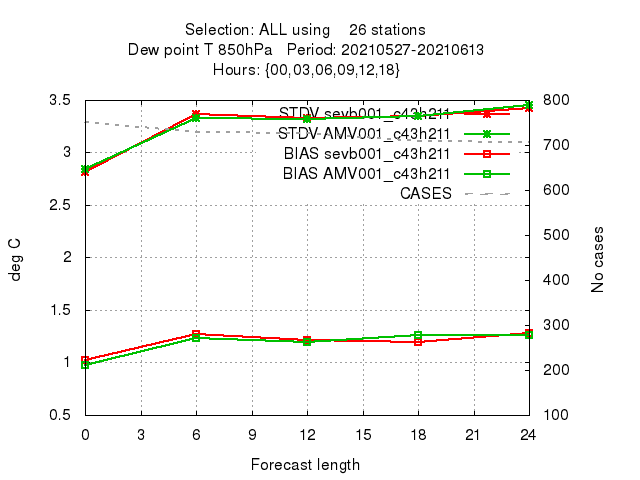 Selection: ALL using 26 stations
Dew point T 850hPa Period: 20210527-20210613
Hours: {00,03,06,09,12,18}
3.5
3
2.5
2
1.5
1
0.5
deg C
800
700
600
500
400
300
200
100
No cases
STDV sevb001_c43h211
STDV AMV001_c43h211
BIAS sevb001_c43h211
BIAS AMV001_c43h211
CASES
0 3 6 9 12 15 18 21 24
Forecast length